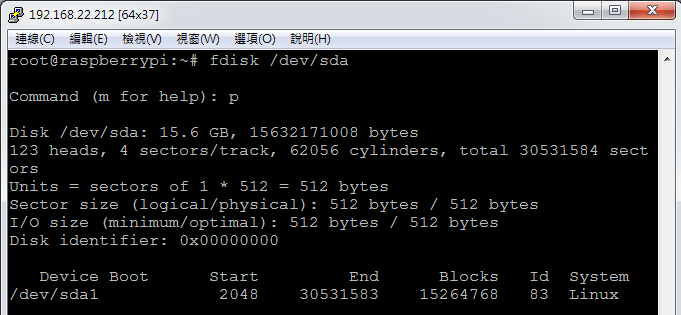 192.168.22.212 [64x37]
連線(C) 編輯(E) 檢視(V) 視窗(W) 選項(O) 說明(H)
root@raspberrypi:~# fdisk /dev/sda
Command (m for help): p
Disk /dev/sda: 15.6 GB, 15632171008 bytes
123 heads, 4 sectors/track, 62056 cylinders, total 30531584 sect
ors
Units = sectors of 1 * 512 = 512 bytes
Sector size (logical/physical): 512 bytes / 512 bytes
I/O size (minimum/optimal): 512 bytes / 512 bytes
Disk identifier: 0x00000000
Device Boot Start End Blocks Id System
/dev/sda1 2048 30531583 15264768 83 Linux